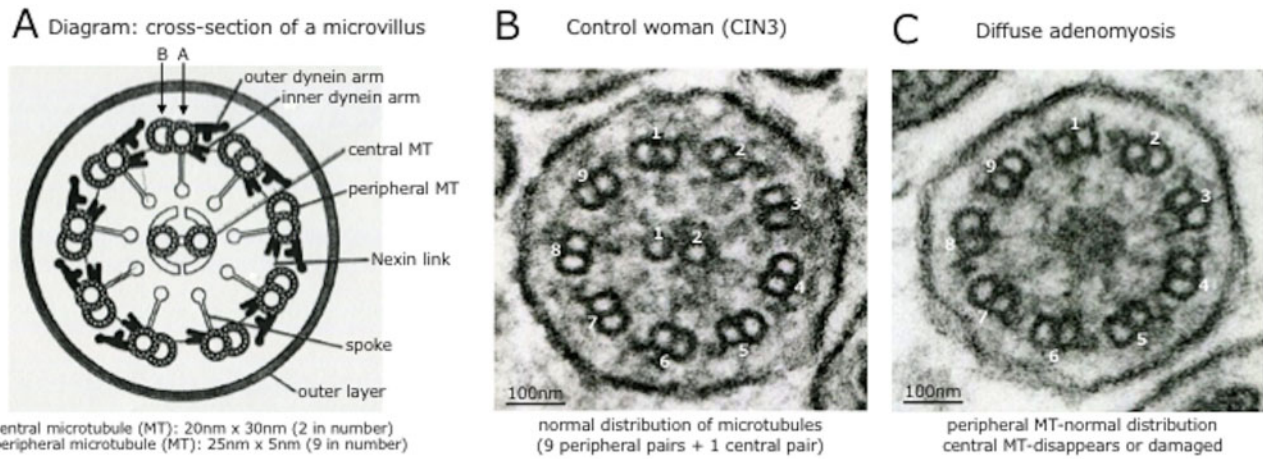 A Diagram: cross-section of a microvillus
B A
outer dynein arm
inner dynein arm
central MT
peripheral MT
Nexin link
spoke
outer layer
entral microtubule (MT): 20nm x 30nm (2 in number)
eripheral microtubule (MT): 25nm x 5nm (9 in number)
B Control woman (CIN3)
1
2
3
4
5
6
7
8
9
1 2
100nm
normal distribution of microtubules
(9 peripheral pairs + 1 central pair)
C Diffuse adenomyosis
1
2
3
4
5
6
7
8
9
100nm
peripheral MT-normal distribution
central MT-disappears or damaged